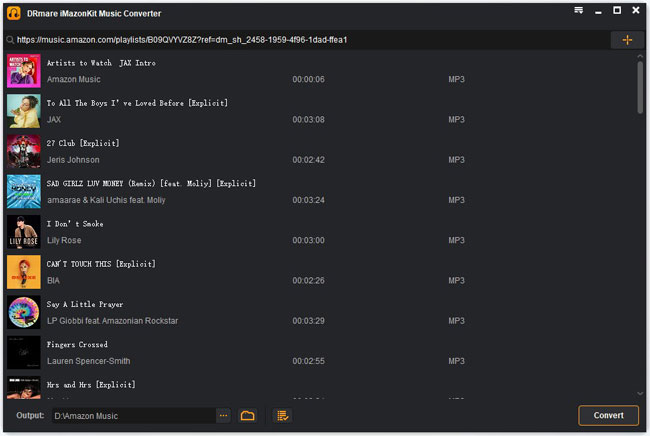 DRmare iMazonKit Music Converter
https://music.amazon.com/playlists/B09QVYVZ8Z?ref=dm_sh_2458-1959-4f96-1dad-ffea1
Artists to Watch JAX Intro
Amazon Music 00:00:06 MP3
To All The Boys I've Loved Before [Explicit]
JAX 00:03:08 MP3
27 Club [Explicit]
Jeris Johnson 00:02:42 MP3
SAD GIRLZ LUV MONEY (Remix) [feat. Moliy] [Explicit]
amaarae & Kali Uchis feat. Moliy 00:03:24 MP3
I Don't Smoke
LILY ROSE
Lily Rose 00:03:00 MP3
CAN'T TOUCH THIS [Explicit]
BIA 00:02:26 MP3
Say A Little Prayer
LP Giobbi feat. Amazonian Rockstar 00:03:29 MP3
Fingers Crossed
Lauren Spencer-Smith 00:02:55 MP3
Hrs and Hrs [Explicit]
Output: D:\Amazon Music ... Convert